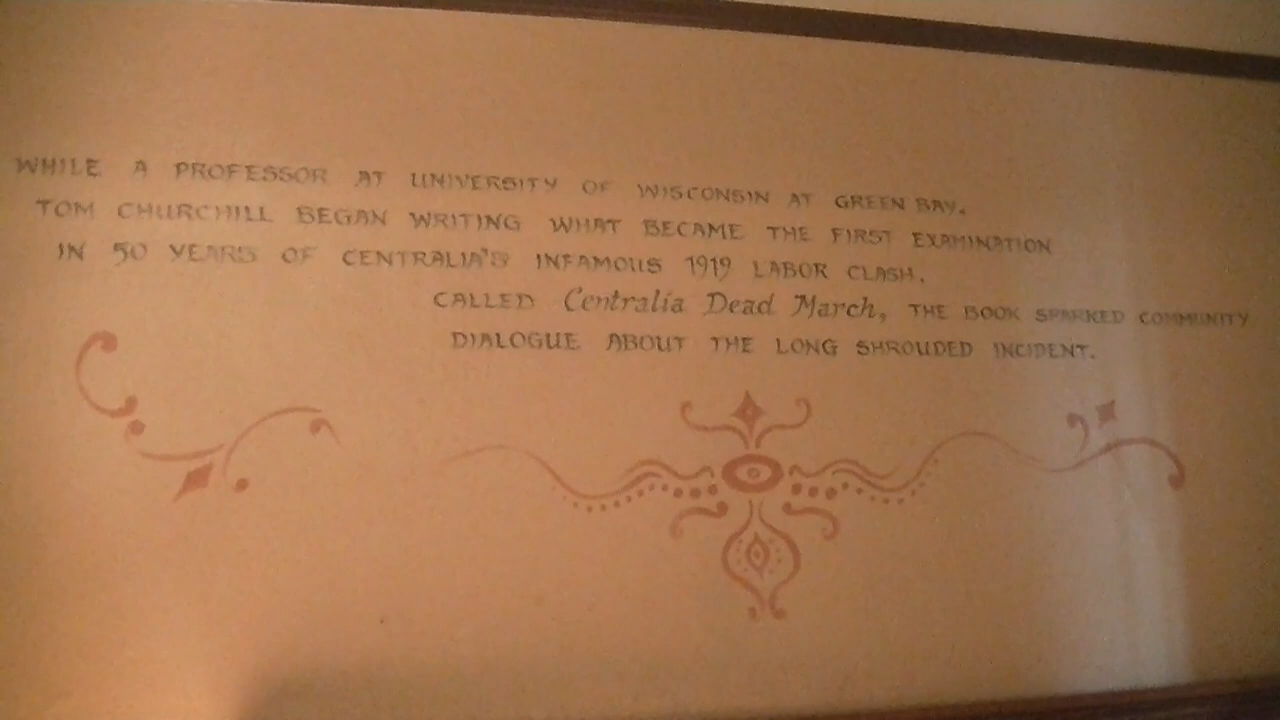 WHILE A PROFESSOR AT UNIVERSITY OF WISCONSIN AT GREEN BAY.
TOM CHURCHILL BEGAN WRITING WHAT BECAME THE FIRST EXAMINATION
IN 50 YEARS OF CENTRALIA'S INFAMOUS 1919 LABOR CLASH.
CALLED Centralia Dead March, THE BOOK SPARKED COMMUNITY
DIALOGUE ABOUT THE LONG SHROUDED INCIDENT.